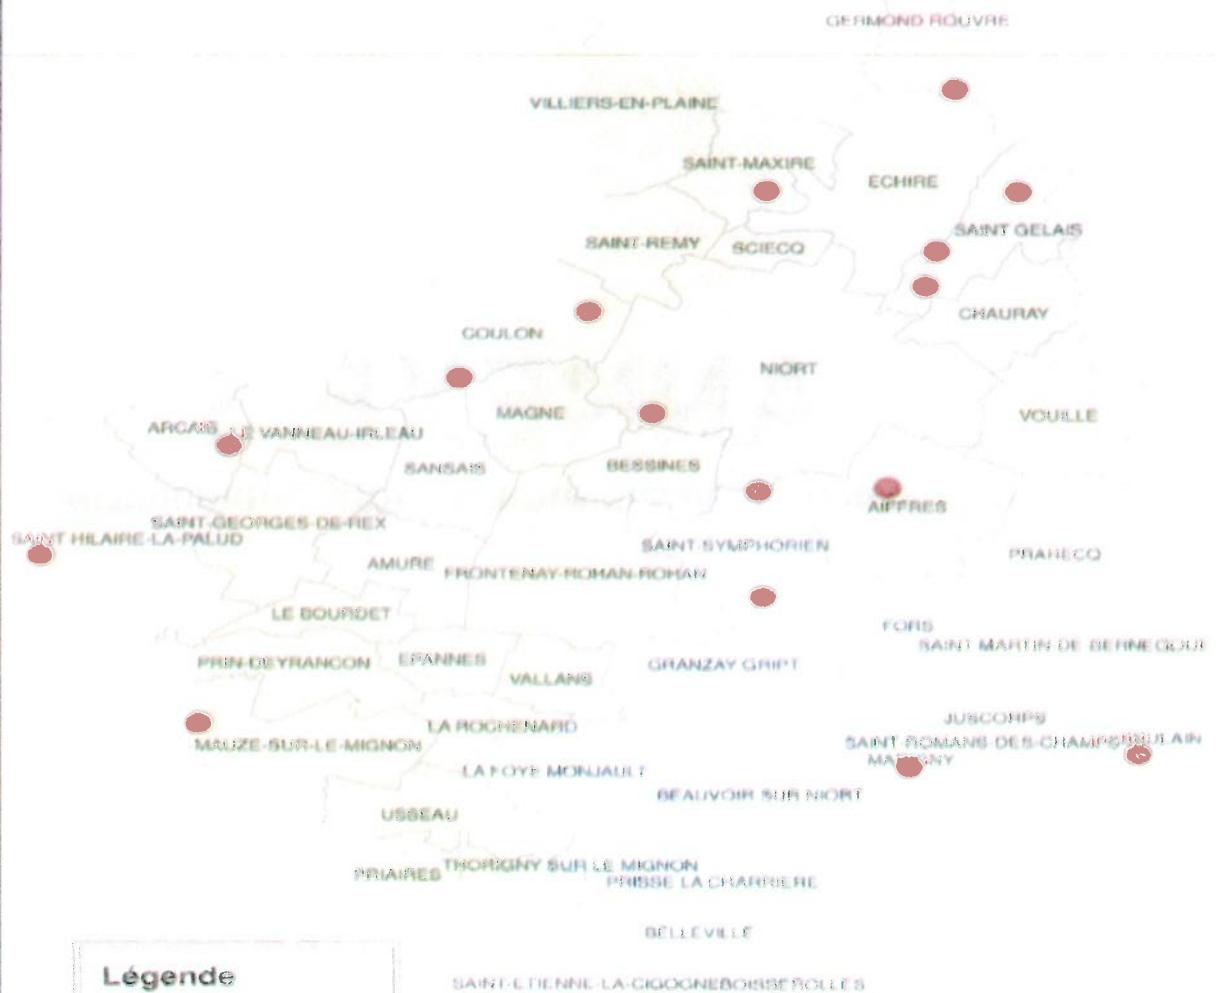 GERMOND ROUVRE
VILLIERS-EN-PLAINE
SAINT-MAXIRE
ECHIRE
SAINT GELAIS
SAINT-REMY
SCIECQ
CHAURAY
COULON
NIORT
MAGNE
VOUILLE
ARCAIS
LE VANNEAU-IRLEAU
SANSAIS
BESSINES
AIFFRES
SAINT-GEORGES-DE-REX
SAINT HILAIRE-LA-PALUD
SAINT-SYMPHORIEN
PRAHECQ
AMURE
FRONTENAY-ROHAN-ROHAN
LE BOURDET
FORS
SAINT MARTIN DE BERNEGOUE
PRIN-DEYRANCON
EPANNES
GRANZAY GRIPT
VALLANS
JUSCORPS
LA ROCHENARD
MAUZE-SUR-LE-MIGNON
SAINT-ROMANS-DES-CHAMPS
MARIGNY
LA FOYE MONJAULT
BEAUVOIR SUR NIORT
USSEAU
PRIAIRES
THORIGNY SUR LE MIGNON
PRISSE LA CHARRIERE
BELLEVILLE
Légende
SAINT-ETIENNE-LA-CIGOGNE
BOISSEROLLES